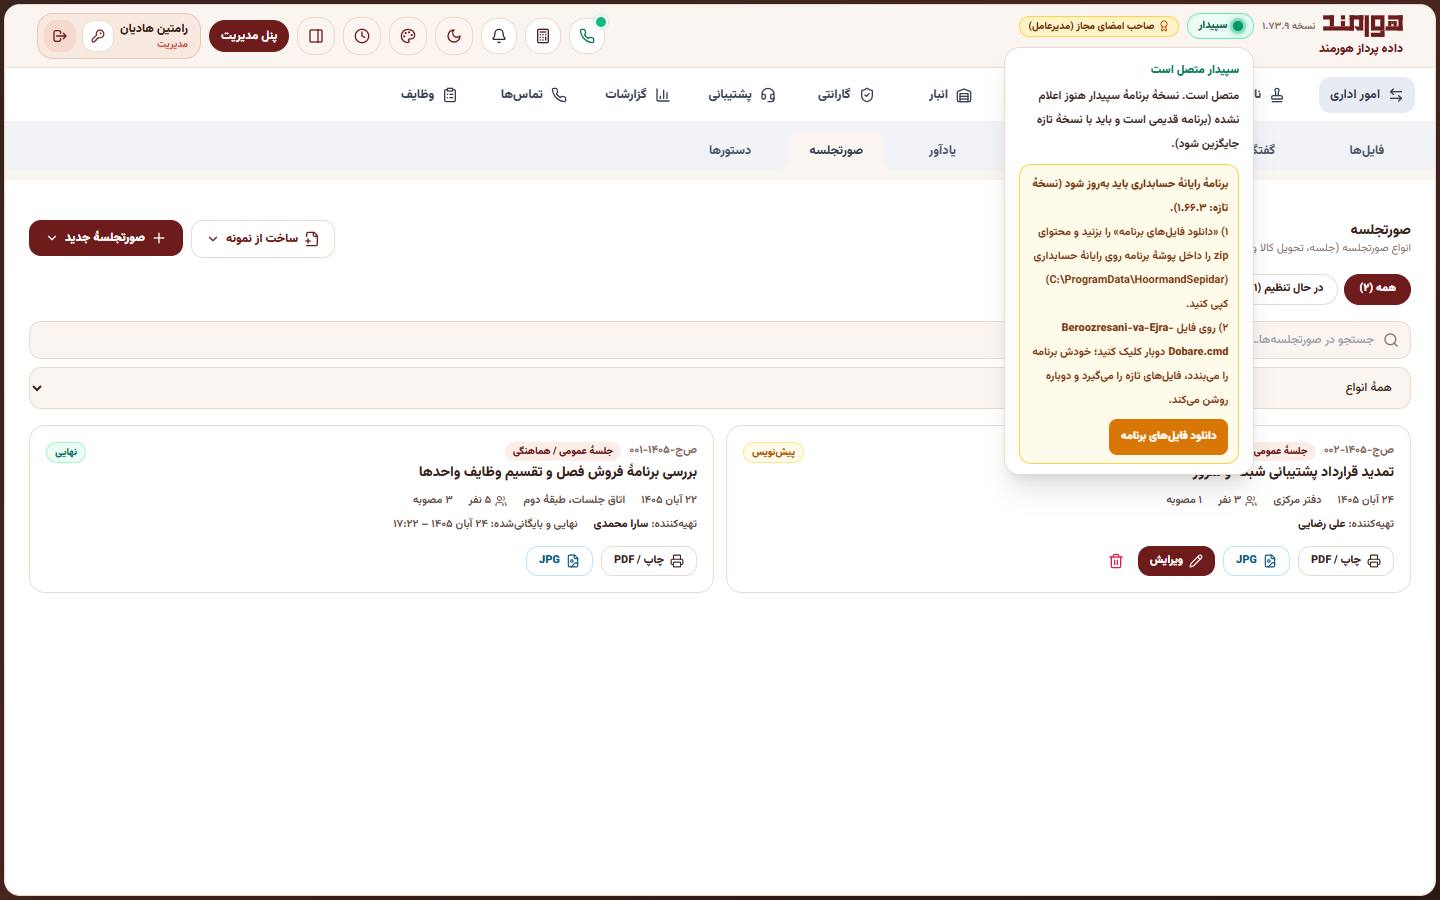 هورمند
داده پرداز هورمند
نسخه ۱.۷۳.۹
سپیدار
صاحب امضای مجاز (مدیرعامل)
پنل مدیریت
رامتین هادیان
مدیریت
امور اداری
انبار
گارانتی
پشتیبانی
گزارشات
تماس‌ها
وظایف
فایل‌ها
یادآور
صورتجلسه
دستورها
سپیدار متصل است
متصل است. نسخهٔ برنامهٔ سپیدار هنوز اعلام
نشده (برنامه قدیمی است و باید با نسخهٔ تازه
جایگزین شود).
برنامهٔ رایانهٔ حسابداری باید به‌روز شود (نسخهٔ
تازه: ۱.۶۶.۳).
۱) «دانلود فایل‌های برنامه» را بزنید و محتوای
zip را داخل پوشهٔ برنامه روی رایانهٔ حسابداری
(C:\ProgramData\HoormandSepidar)
کپی کنید.
۲) روی فایل Beroozresani-va-Ejra-
Dobare.cmd دوبار کلیک کنید؛ خودش برنامه
را می‌بندد، فایل‌های تازه را می‌گیرد و دوباره
روشن می‌کند.
دانلود فایل‌های برنامه
صورتجلسه
انواع صورتجلسه (جلسه، تحویل کالا و
ساخت از نمونه
صورتجلسهٔ جدید
همه (۲)
در حال تنظیم (۱
جستجو در صورتجلسه‌ها...
همهٔ انواع
ص‌ج-۱۴۰۵-۰۰۲
جلسهٔ عمومی
پیش‌نویس
تمدید قرارداد پشتیبانی
۲۴ آبان ۱۴۰۵
دفتر مرکزی
۳ نفر
۱ مصوبه
تهیه‌کننده: علی رضایی
چاپ / PDF
JPG
ویرایش
ص‌ج-۱۴۰۵-۰۰۱
جلسهٔ عمومی / هماهنگی
نهایی
بررسی برنامهٔ فروش فصل و تقسیم وظایف واحدها
۲۲ آبان ۱۴۰۵
اتاق جلسات، طبقهٔ دوم
۵ نفر
۳ مصوبه
تهیه‌کننده: سارا محمدی
نهایی و بایگانی‌شده: ۲۴ آبان ۱۴۰۵ – ۱۷:۲۲
چاپ / PDF
JPG